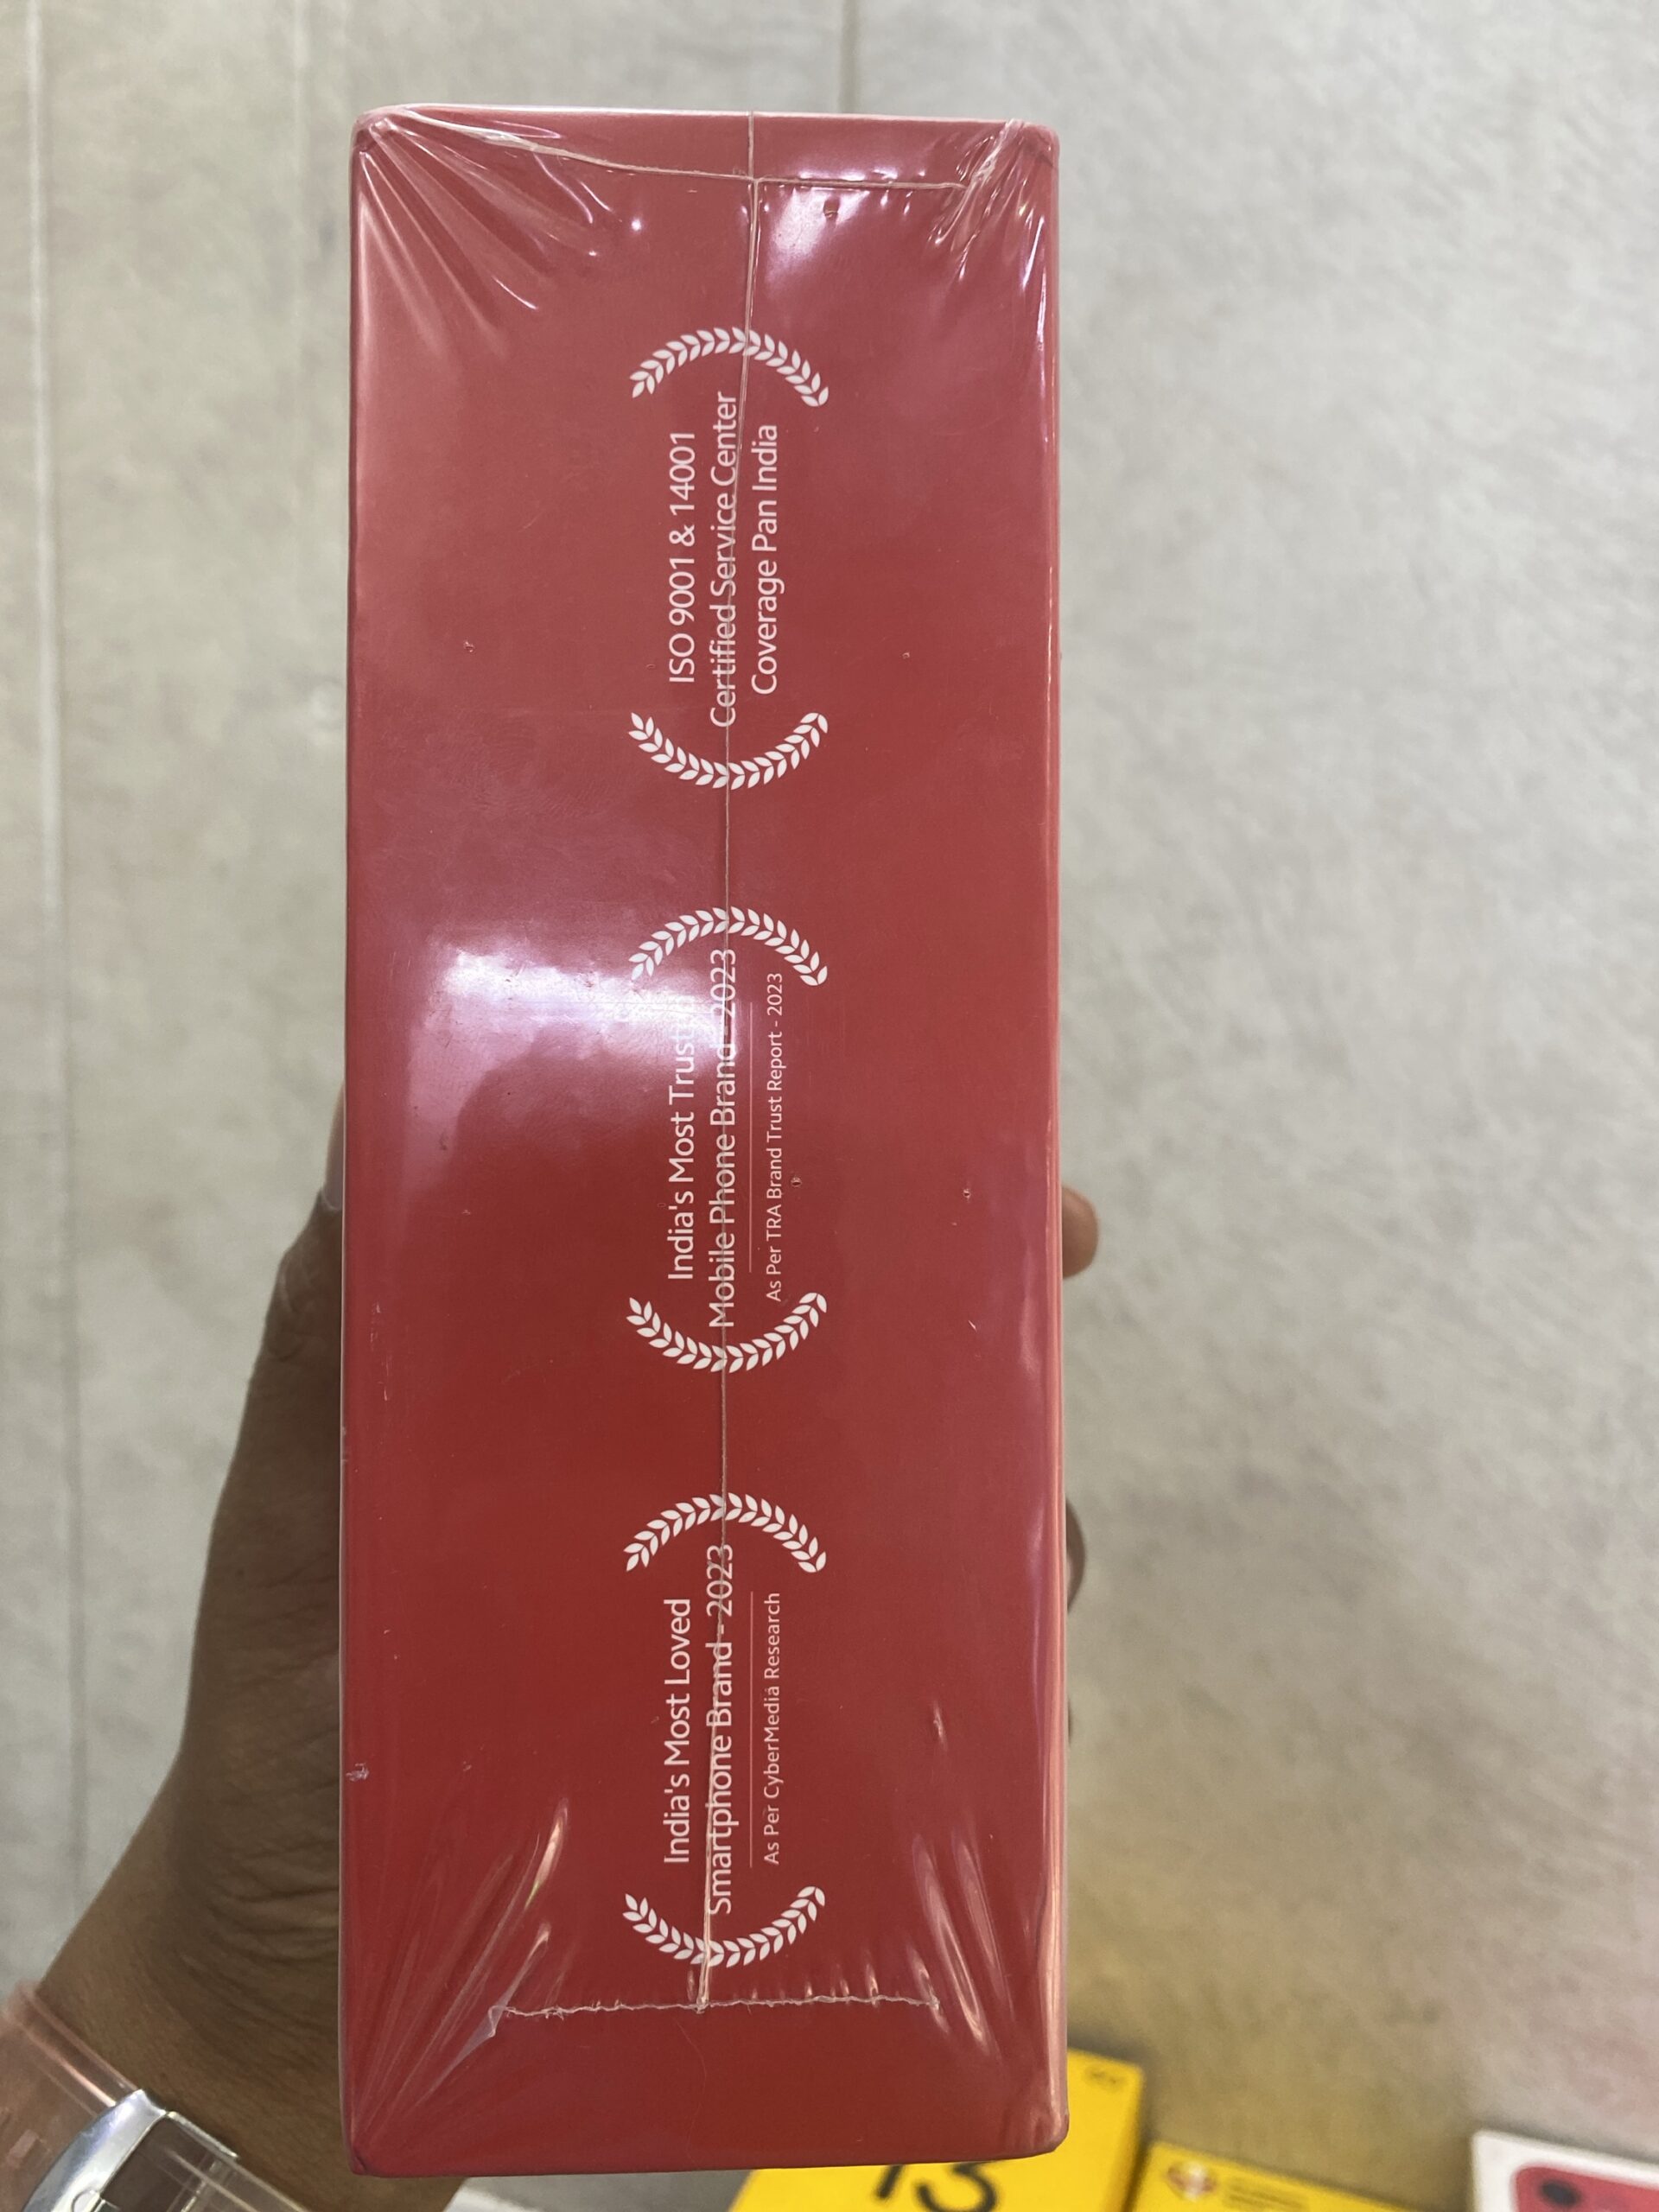 India's Most Loved
Smartphone Brand - 2023
As Per CyberMedia Research
India's Most
Mobile Phone Brand - 2023
As Per TRA Brand Trust Report - 2023
ISO 9001 & 14001
Certified Service Center
Coverage Pan India
13